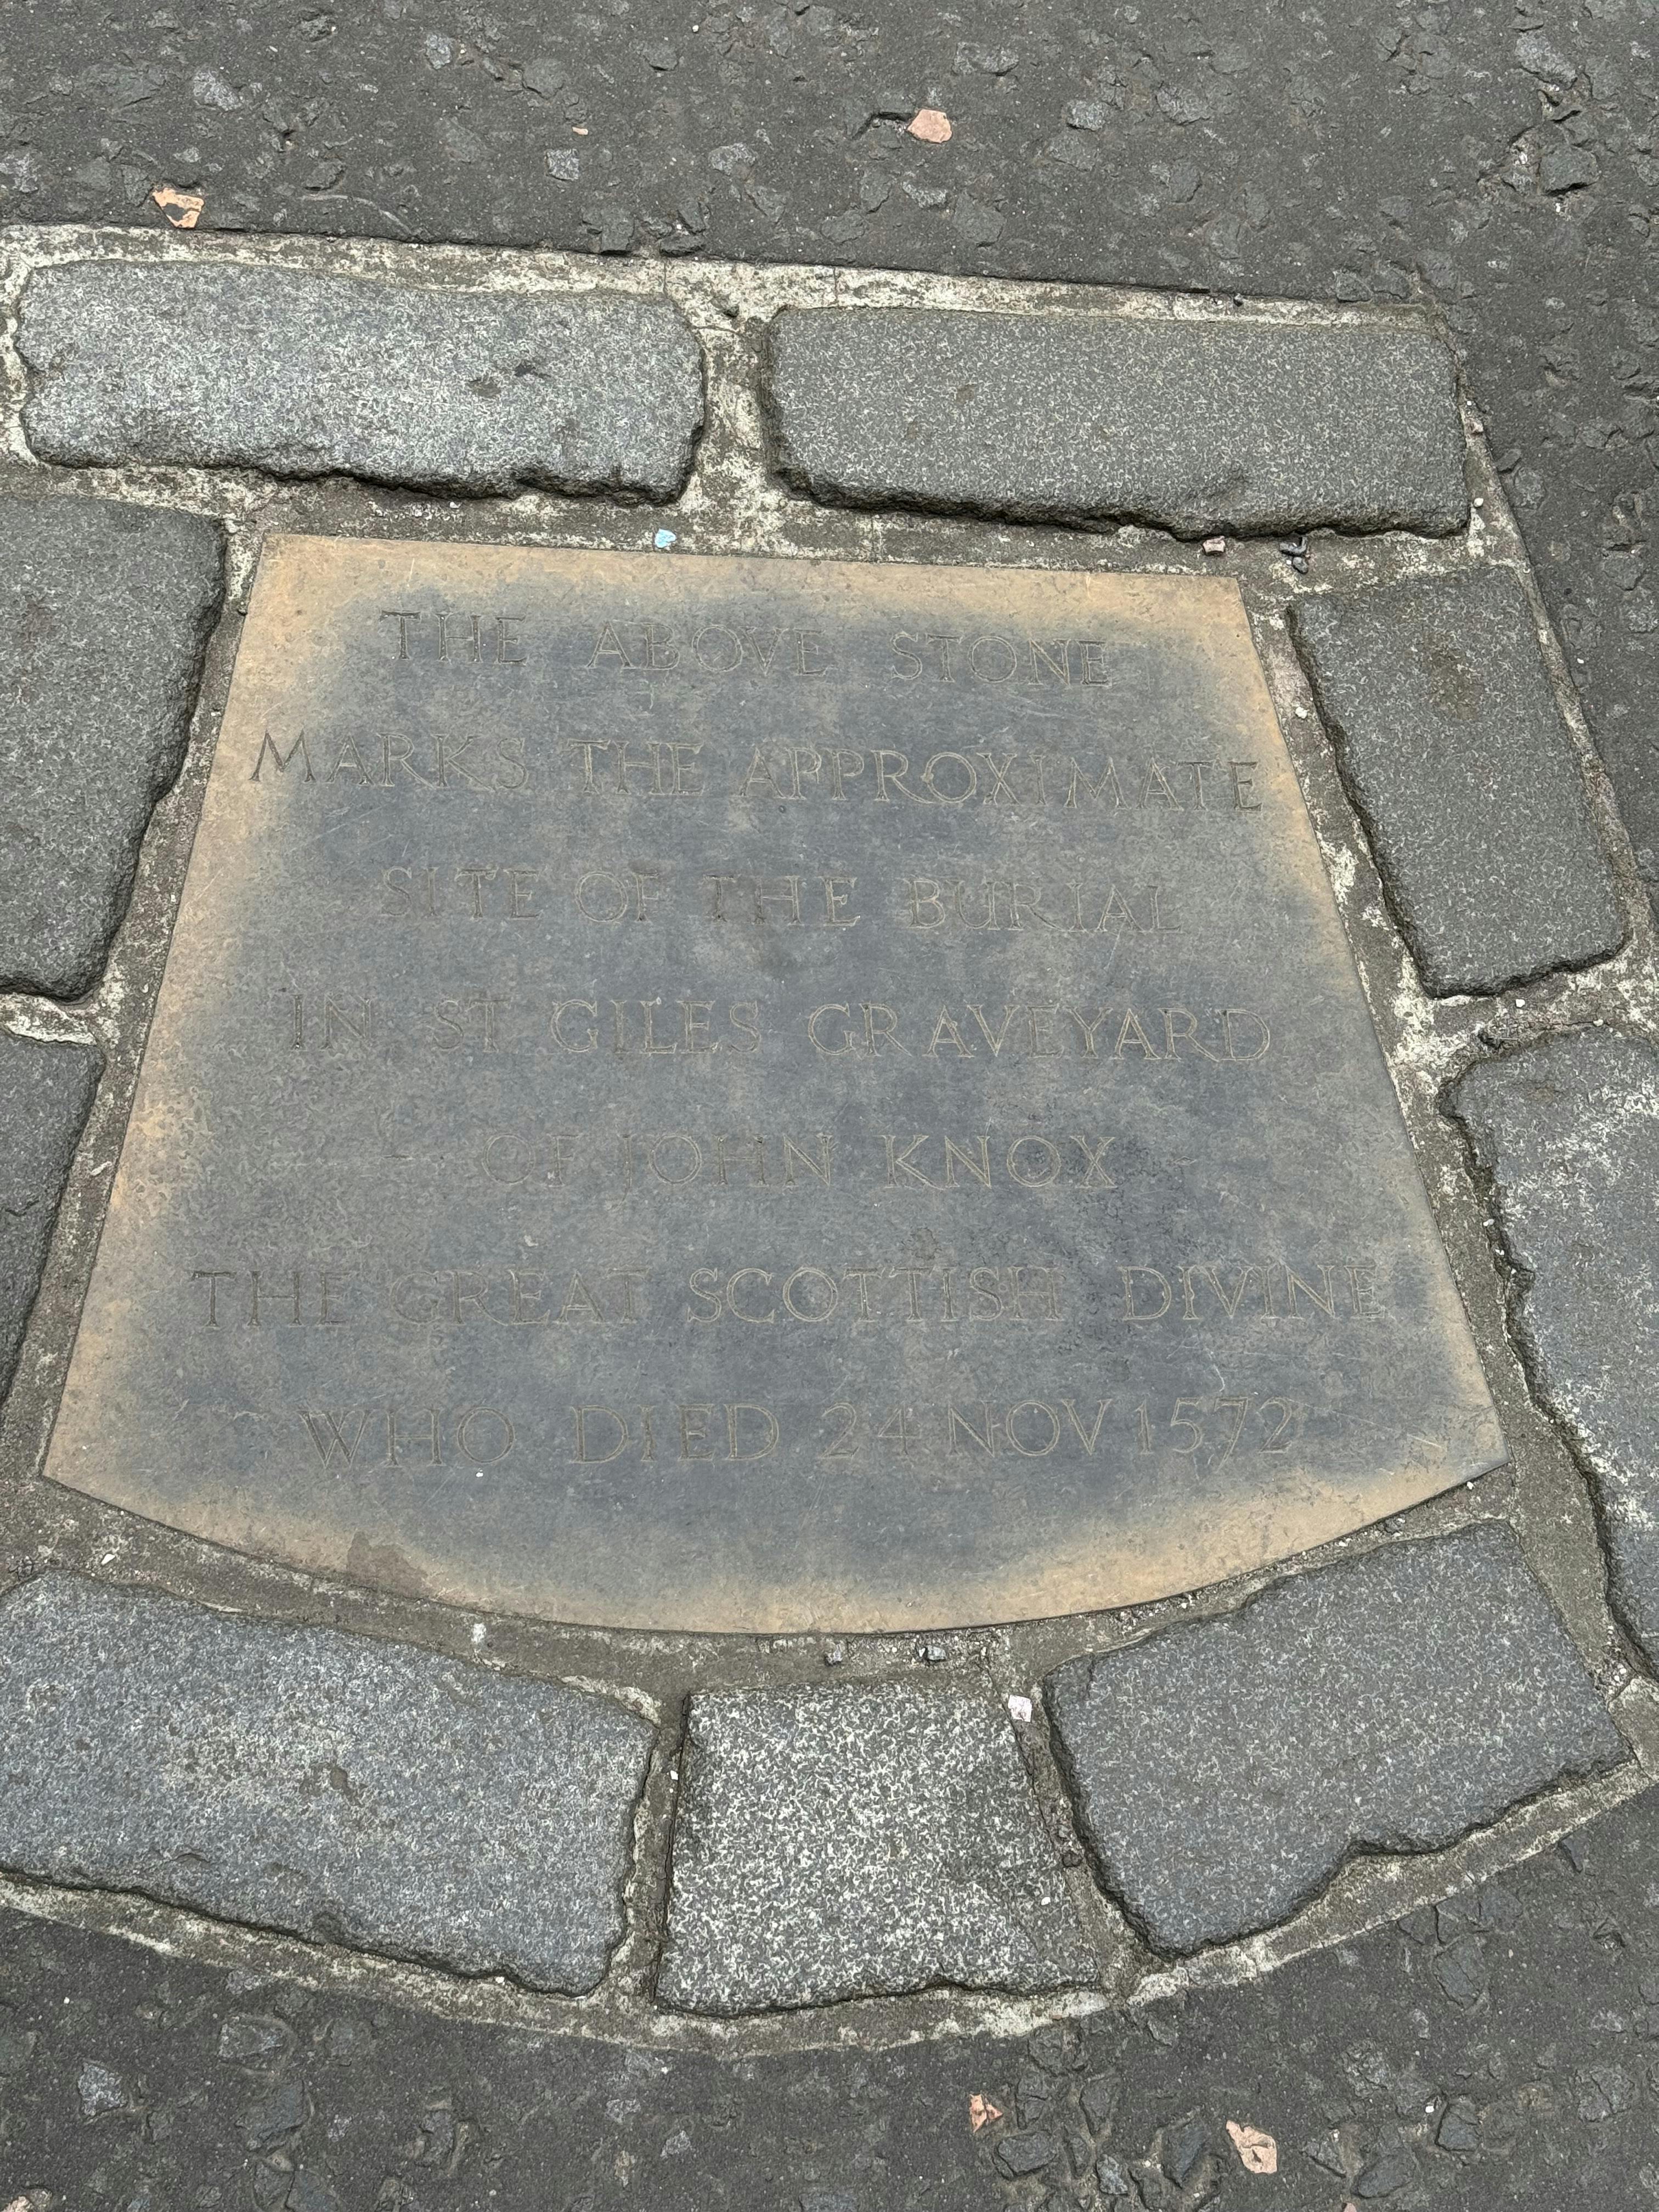 THE ABOVE STONE
MARKS THE APPROXIMATE
SITE OF THE BURIAL
IN ST GILES GRAVEYARD
OF JOHN KNOX
THE GREAT SCOTTISH DIVINE
WHO DIED 24 NOV 1572